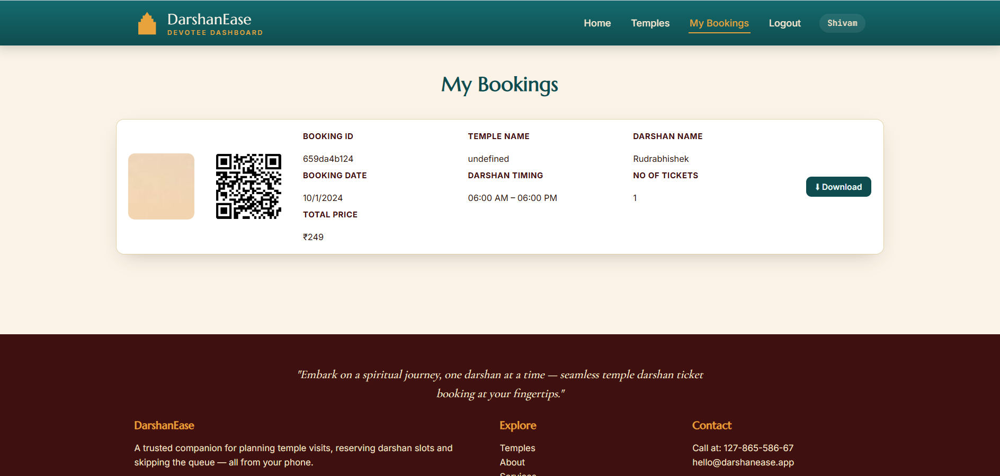 DarshanEase
DEVOTEE DASHBOARD
Home
Temples
My Bookings
Logout
Shivam
My Bookings
BOOKING ID
659da4b124
TEMPLE NAME
undefined
DARSHAN NAME
Rudrabhishek
BOOKING DATE
10/1/2024
DARSHAN TIMING
06:00 AM – 06:00 PM
NO OF TICKETS
1
TOTAL PRICE
₹249
⬇ Download
"Embark on a spiritual journey, one darshan at a time — seamless temple darshan ticket
booking at your fingertips."
DarshanEase
A trusted companion for planning temple visits, reserving darshan slots and
skipping the queue — all from your phone.
Explore
Temples
About
Services
Contact
Call at: 127-865-586-67
hello@darshanease.app